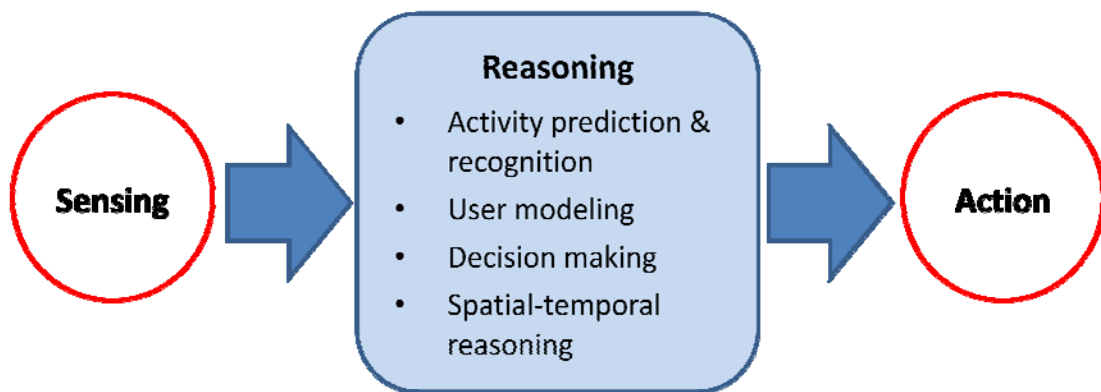 Sensing
Reasoning
• Activity prediction &
recognition
• User modeling
• Decision making
• Spatial-temporal
reasoning
Action